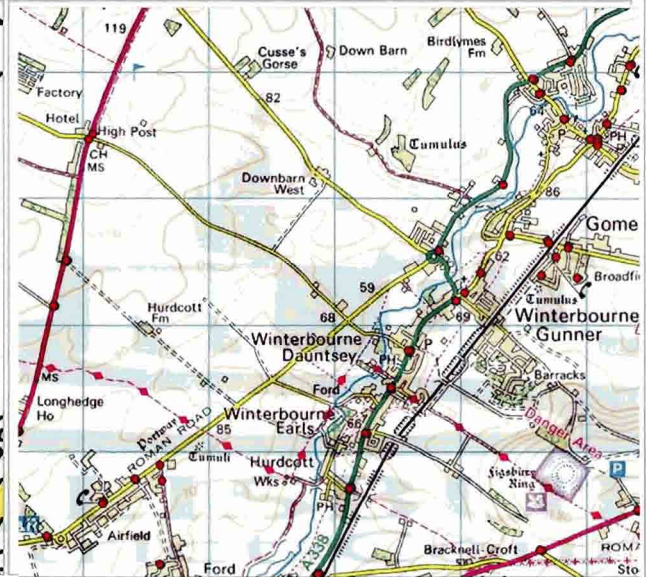 119
Cusse's
Gorse
Down Barn
Birdlymes
Fm
Factory
82
Hotel
High Post
CH
MS
P
PH
Tumulus
Downbarn
West
86
Gome
62
Broadfi
59
Tumulus
Hurdcott
Fm
68
69
Winterbourne
Gunner
Winterbourne
Dauntsey
P
PH
MS
Ford
Barracks
Longhedge
Ho
Winterbourne
Earls
Danger Area
Portway
ROMAN ROAD
85
66
Tumuli
Hurdcott
Wks
Figsbury
Ring
P
PH
Airfield
A338
Bracknell-Croft
ROMA
Ford
Sto